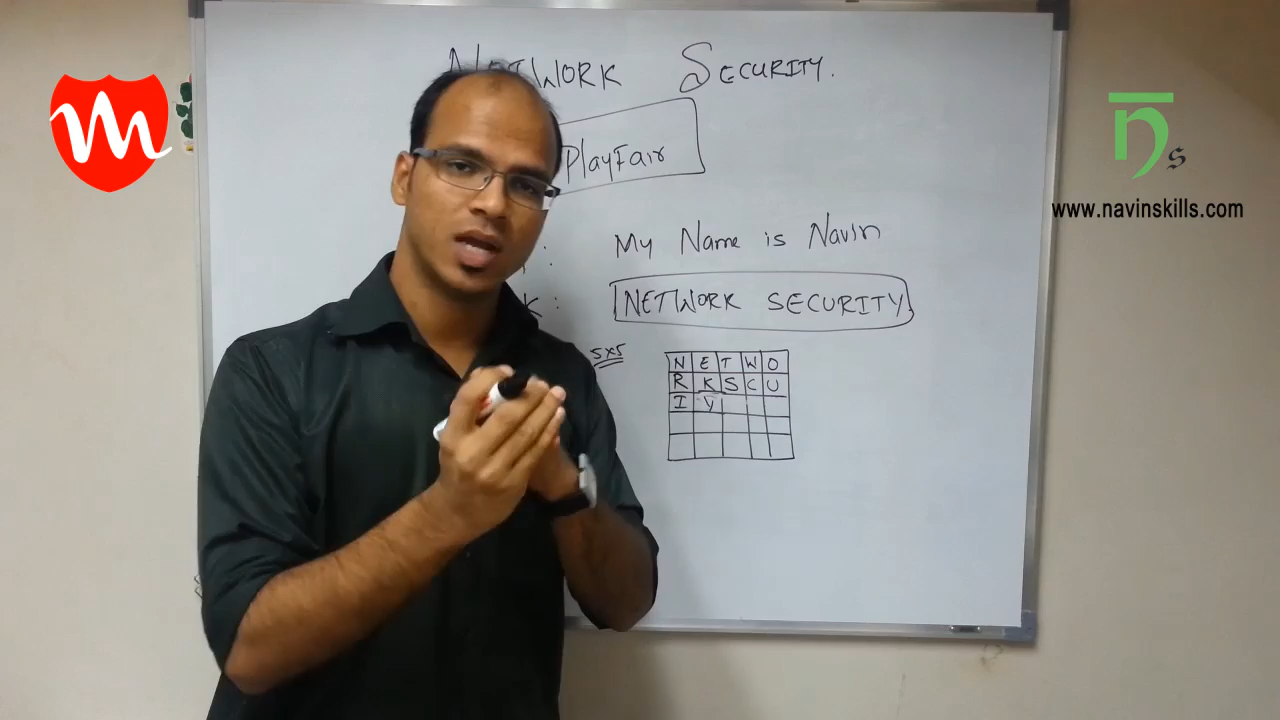 NETWORK SECURITY.
PlayFair
My Name is Navin
K: NETWORK SECURITY
5x5
N E T W O
R K S C U
I Y
n s
www.navinskills.com